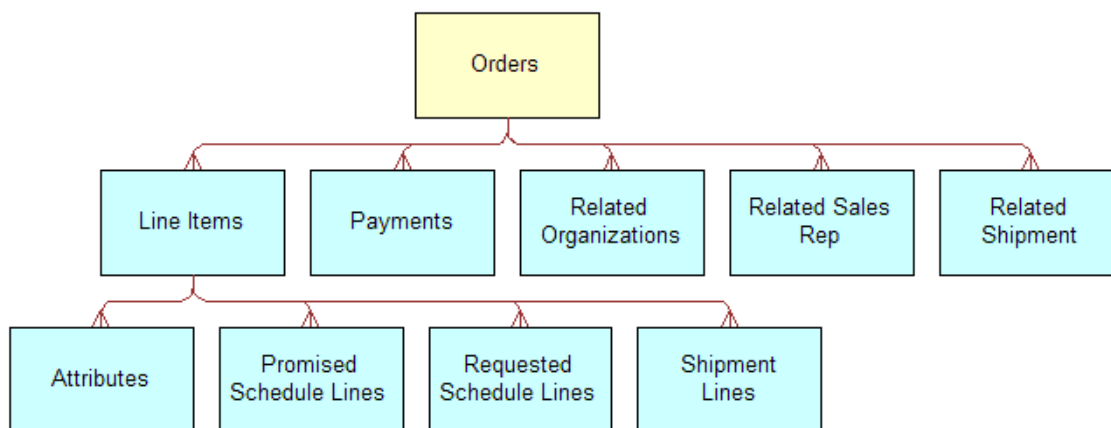 Orders
Line Items
Payments
Related
Organizations
Related Sales
Rep
Related
Shipment
Attributes
Promised
Schedule Lines
Requested
Schedule Lines
Shipment
Lines